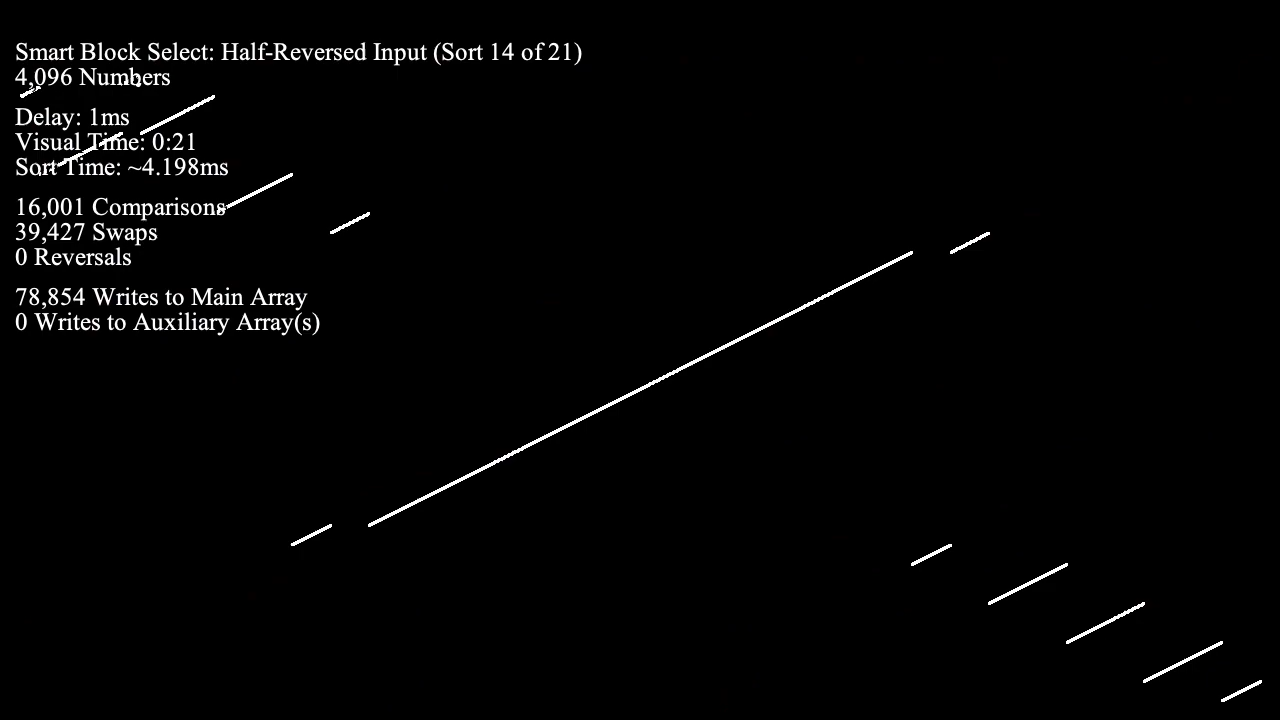 Smart Block Select: Half-Reversed Input (Sort 14 of 21)
4,096 Numbers
Delay: 1ms
Visual Time: 0:21
Sort Time: ~4.198ms
16,001 Comparisons
39,427 Swaps
0 Reversals
78,854 Writes to Main Array
0 Writes to Auxiliary Array(s)